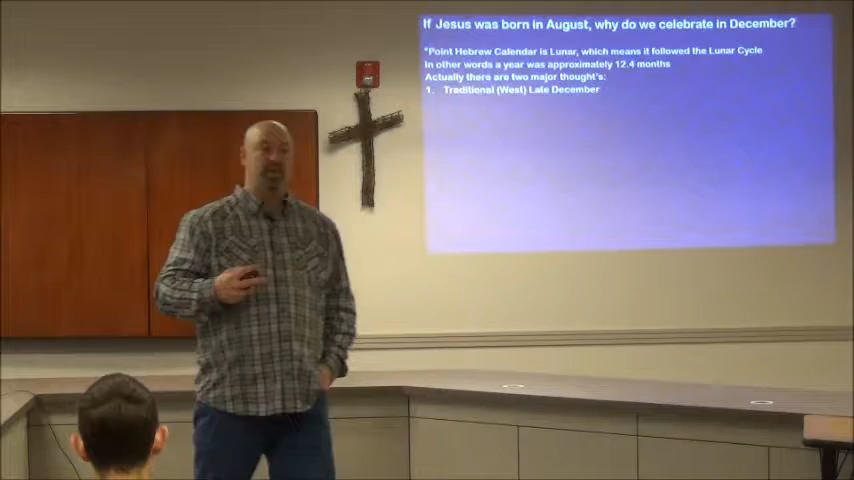 If Jesus was born in August, why do we celebrate in December?
*Point Hebrew Calendar is Lunar, which means it followed the Lunar Cycle
In other words a year was approximately 12.4 months
Actually there are two major thought's:
1. Traditional (West) Late December